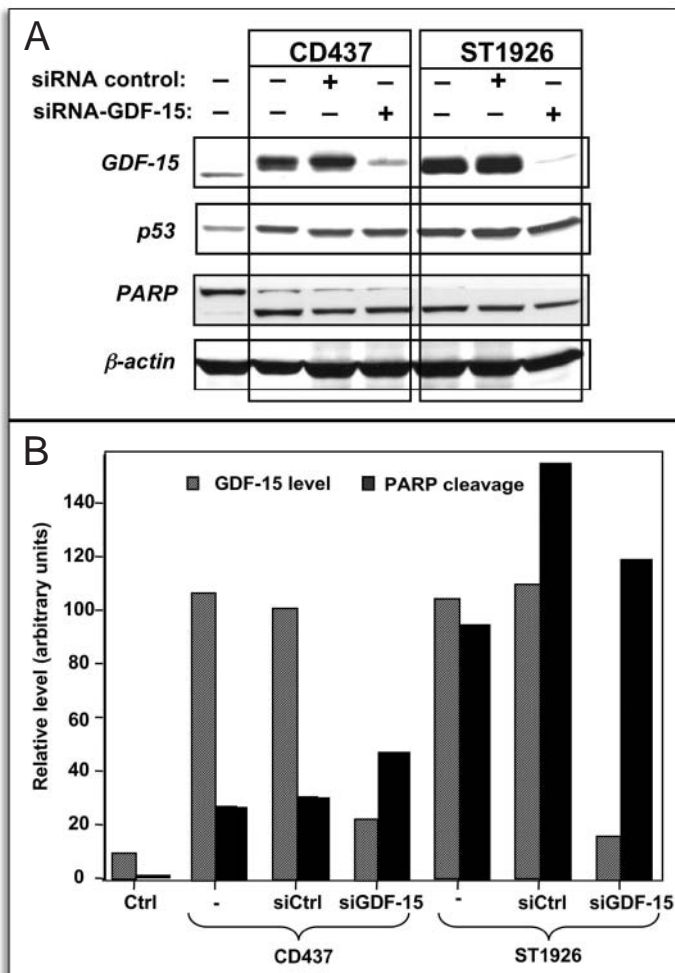 A
CD437 ST1926
siRNA control: – – + – – + –
siRNA-GDF-15: – – – + – – +
GDF-15
p53
PARP
β-actin
B
GDF-15 level PARP cleavage
Relative level (arbitrary units)
140
120
100
80
60
40
20
0
Ctrl - siCtrl siGDF-15 - siCtrl siGDF-15
CD437 ST1926